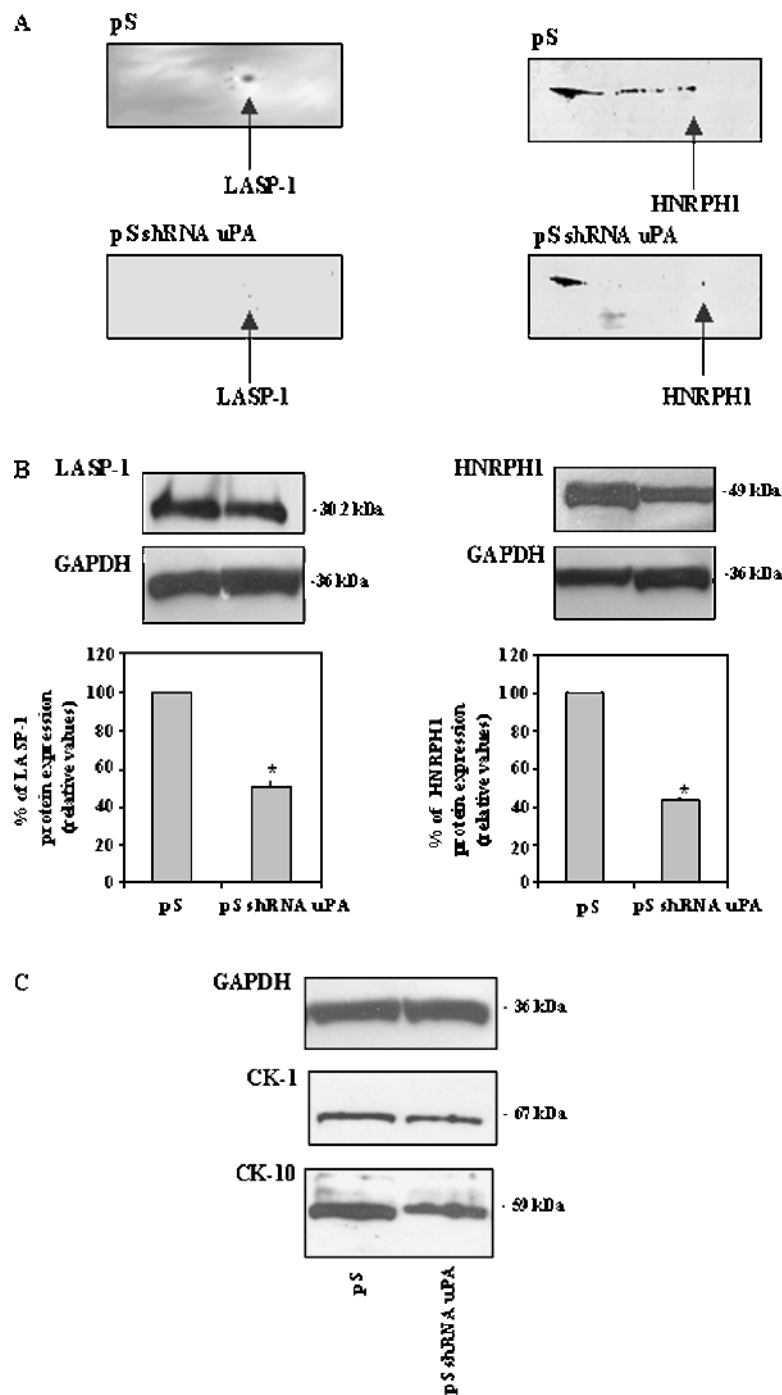 A
pS
pS
LASP-1
HNRPH1
pS shRNA uPA
pS shRNA uPA
LASP-1
HNRPH1
B
LASP-1
- 30.2 kDa
GAPDH
-36 kDa
% of LASP-1
protein expression
(relative values)
120
100
80
60
40
20
0
*
pS
pS shRNA uPA
HNRPH1
-49 kDa
GAPDH
-36 kDa
% of HNRPH1
protein expression
(relative values)
120
100
80
60
40
20
0
*
pS
pS shRNA uPA
C
GAPDH
- 36 kDa
CK-1
- 67 kDa
CK-10
- 59 kDa
pS
pS shRNA uPA